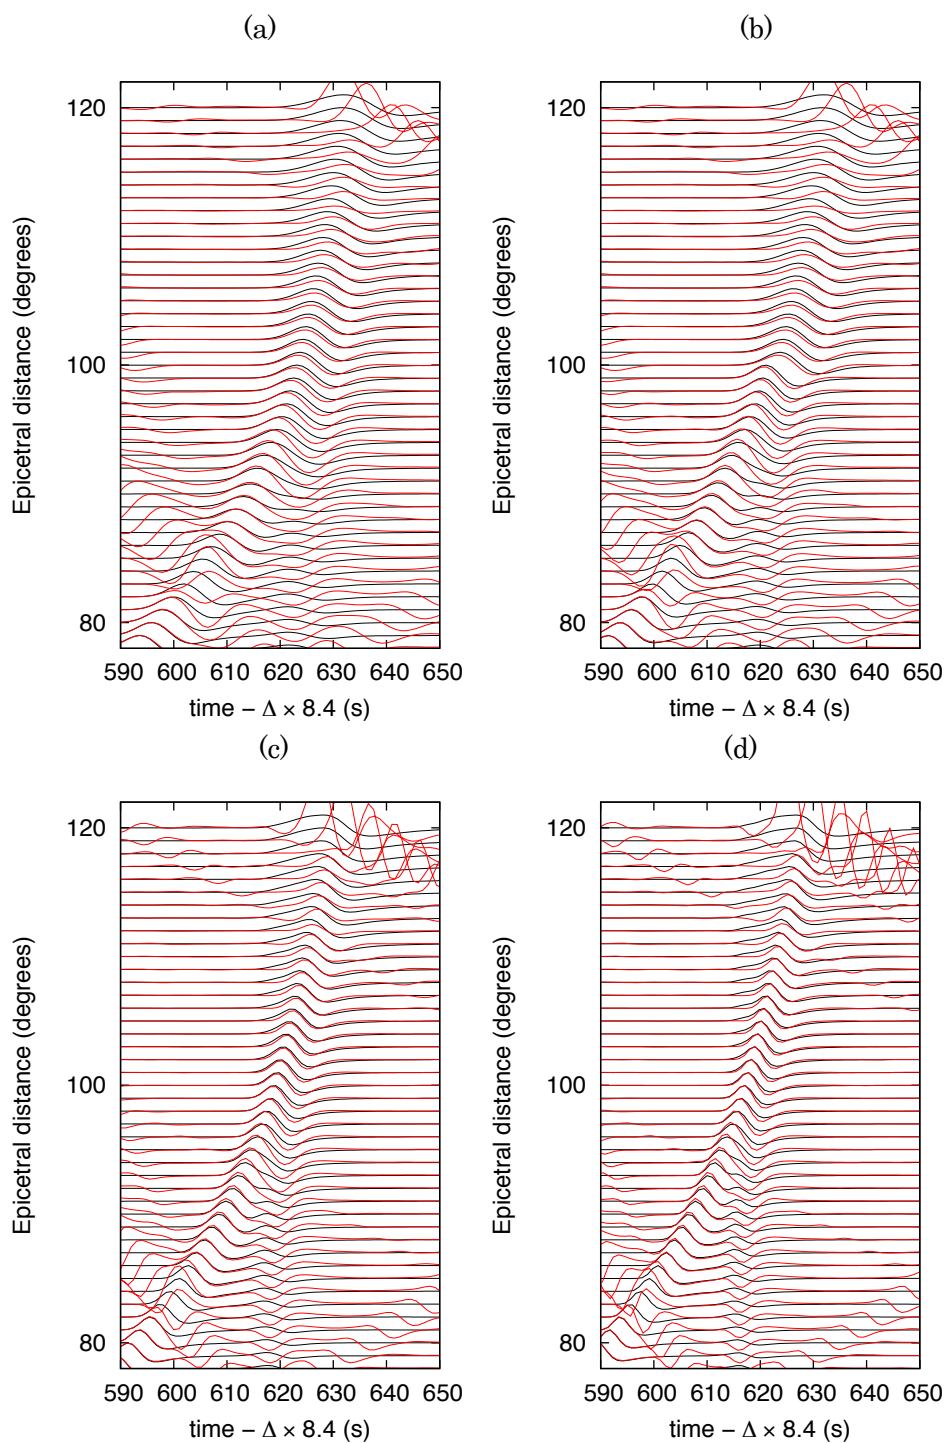 (a)
Epicetral distance (degrees)
120
100
80
590 600 610 620 630 640 650
time − Δ × 8.4 (s)
(b)
Epicetral distance (degrees)
120
100
80
590 600 610 620 630 640 650
time − Δ × 8.4 (s)
(c)
Epicetral distance (degrees)
120
100
80
590 600 610 620 630 640 650
time − Δ × 8.4 (s)
(d)
Epicetral distance (degrees)
120
100
80
590 600 610 620 630 640 650
time − Δ × 8.4 (s)